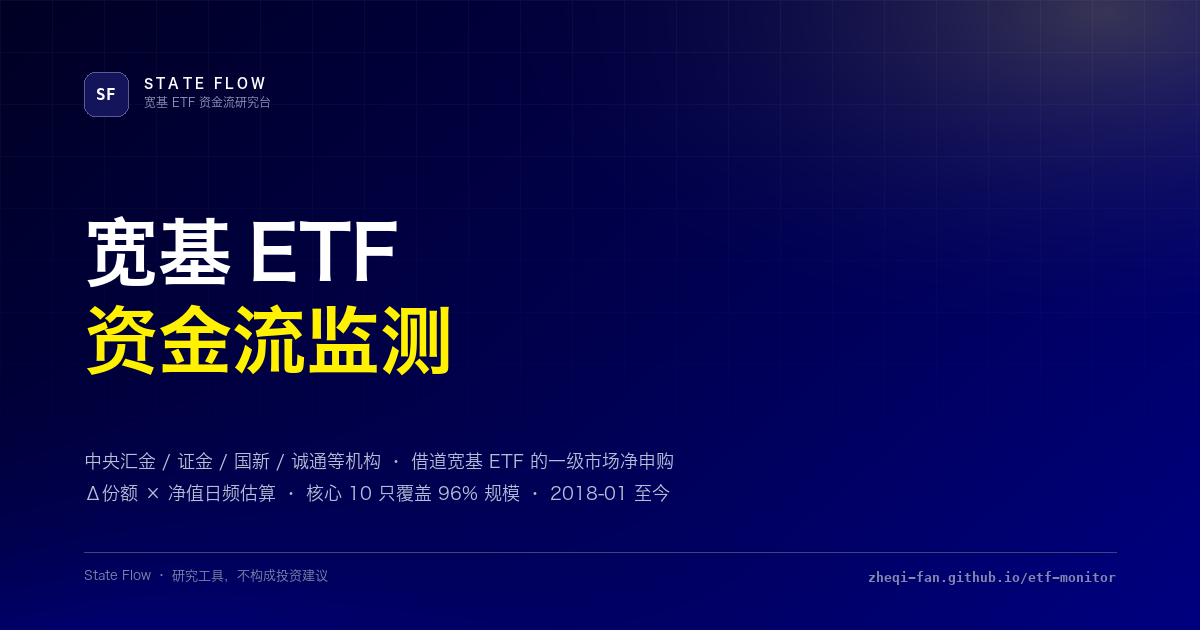 SF
STATE FLOW
宽基 ETF 资金流研究台
宽基 ETF
资金流监测
中央汇金 / 证金 / 国新 / 诚通等机构 · 借道宽基 ETF 的一级市场净申购
Δ份额 × 净值日频估算 · 核心 10 只覆盖 96% 规模 · 2018-01 至今
State Flow · 研究工具，不构成投资建议
zheqi-fan.github.io/etf-monitor